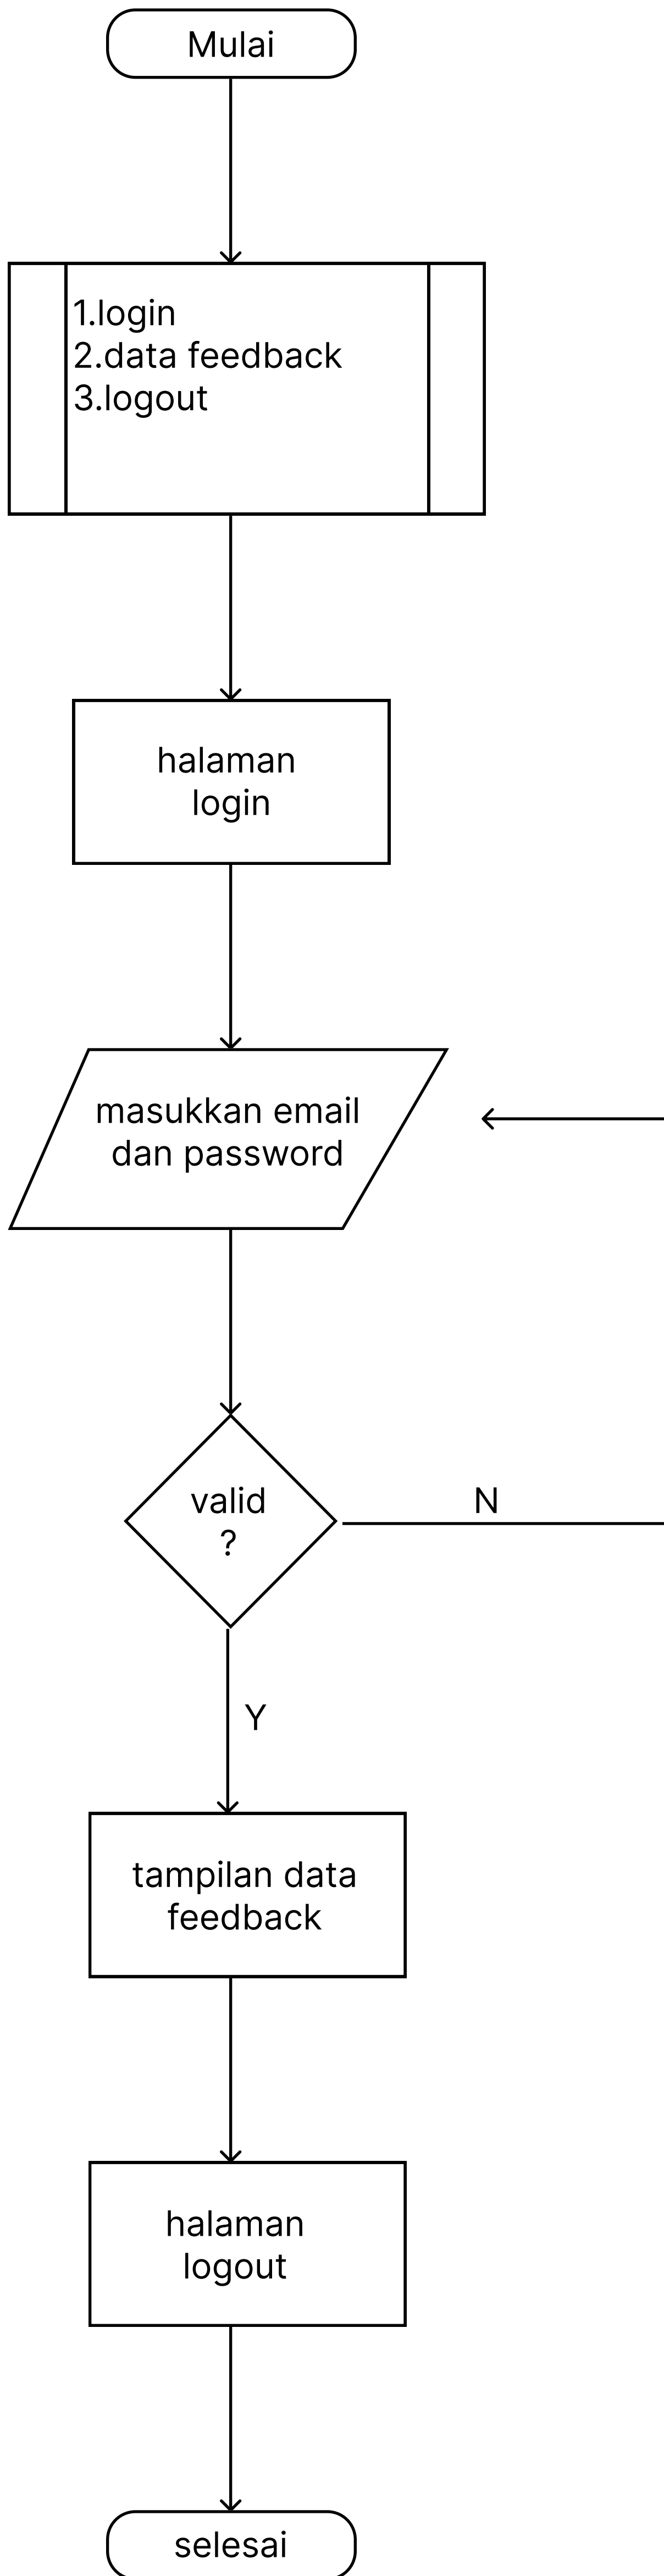 Mulai
1.login
2.data feedback
3.logout
halaman
login
masukkan email
dan password
valid
?
N
Y
tampilan data
feedback
halaman
logout
selesai